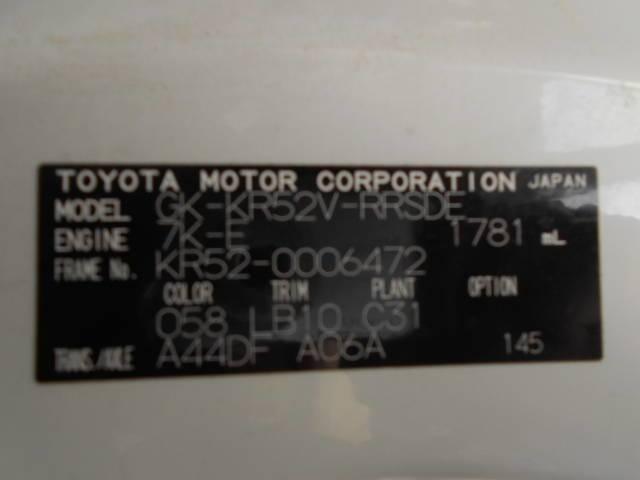 TOYOTA MOTOR CORPORATION JAPAN
MODEL GK-KR52V-RRSDE
ENGINE 7K-E 1781 mL
FRAME No. KR52-0006472
COLOR TRIM PLANT OPTION
058 LB10 C31
TRANS/AXLE A44DF A06A 145